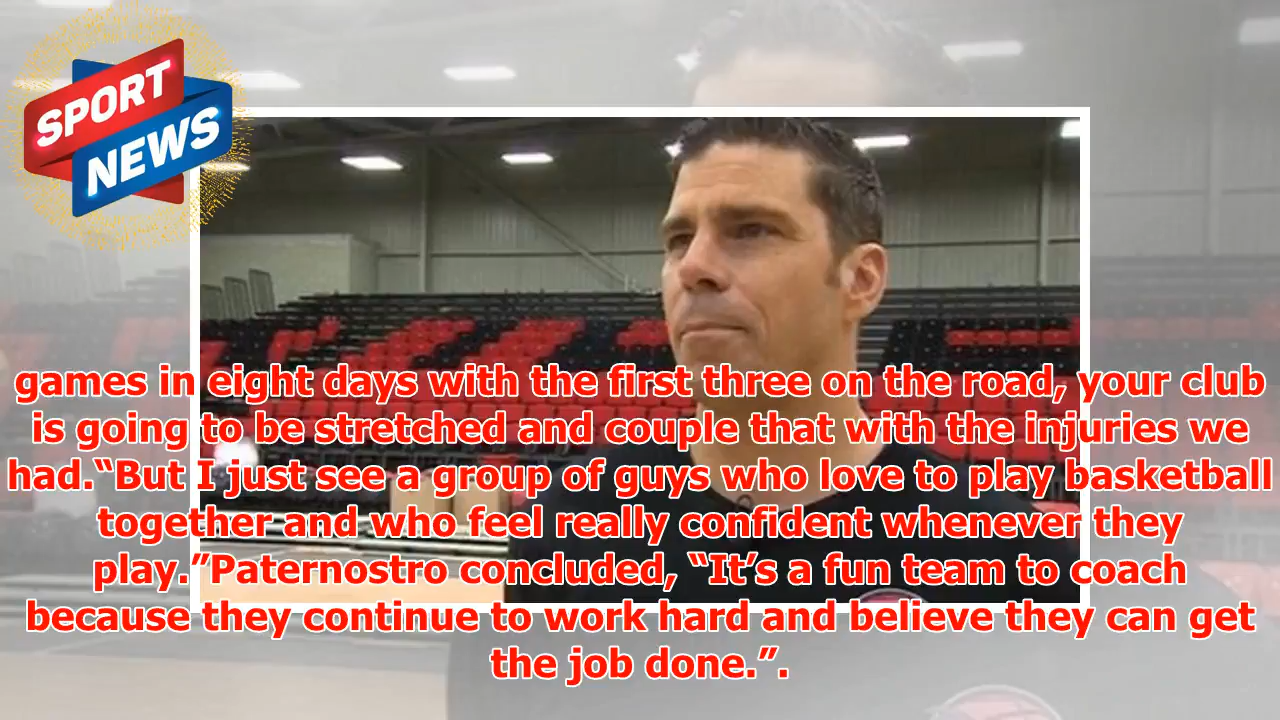 SPORT
NEWS
games in eight days with the first three on the road, your club
is going to be stretched and couple that with the injuries we
had.“But I just see a group of guys who love to play basketball
together and who feel really confident whenever they
play.”Paternostro concluded, “It’s a fun team to coach
because they continue to work hard and believe they can get
the job done.”.